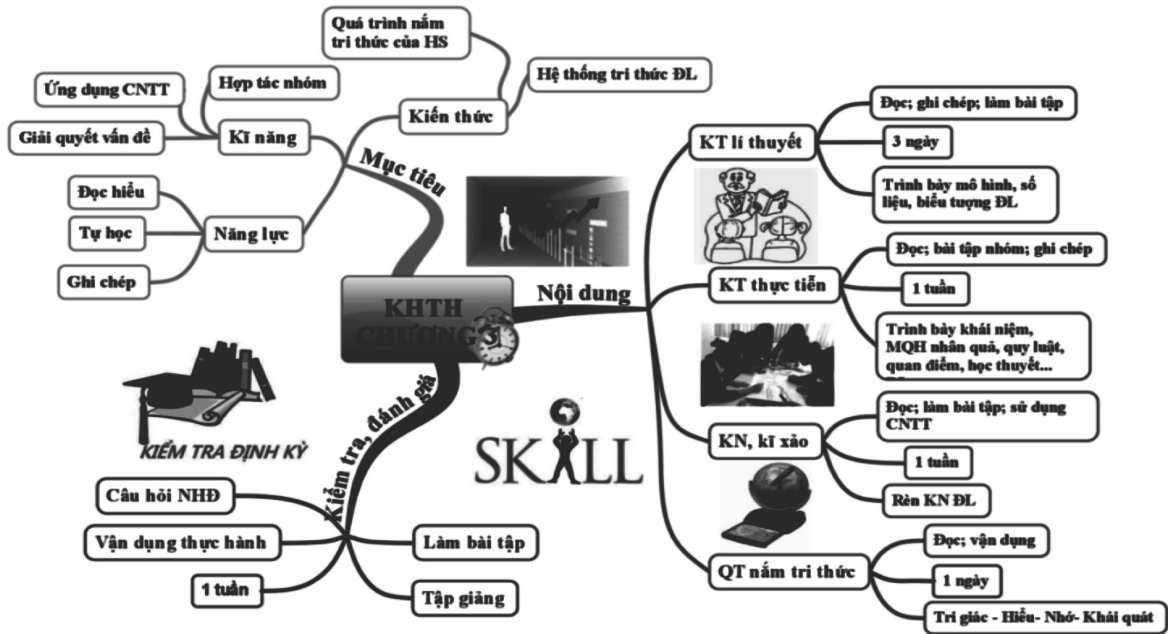 Quá trình nắm
tri thức của HS
Hệ thống tri thức ĐL
Kiến thức
Ứng dụng CNTT
Hợp tác nhóm
Giải quyết vấn đề
Kĩ năng
Đọc hiểu
Tự học
Năng lực
Ghi chép
Mục tiêu
KHTH
CHƯƠNG 3
Nội dung
KT lí thuyết
Đọc; ghi chép; làm bài tập
3 ngày
Trình bày mô hình, số
liệu, biểu tượng ĐL
KT thực tiễn
Đọc; bài tập nhóm; ghi chép
1 tuần
Trình bày khái niệm,
MQH nhân quả, quy luật,
quan điểm, học thuyết...
KN, kĩ xảo
Đọc; làm bài tập; sử dụng
CNTT
1 tuần
Rèn KN ĐL
QT nắm tri thức
Đọc; vận dụng
1 ngày
Tri giác - Hiểu- Nhớ- Khái quát
SKILL
KIỂM TRA ĐỊNH KỲ
Kiểm tra, đánh giá
Câu hỏi NHĐ
Vận dụng thực hành
1 tuần
Làm bài tập
Tập giảng